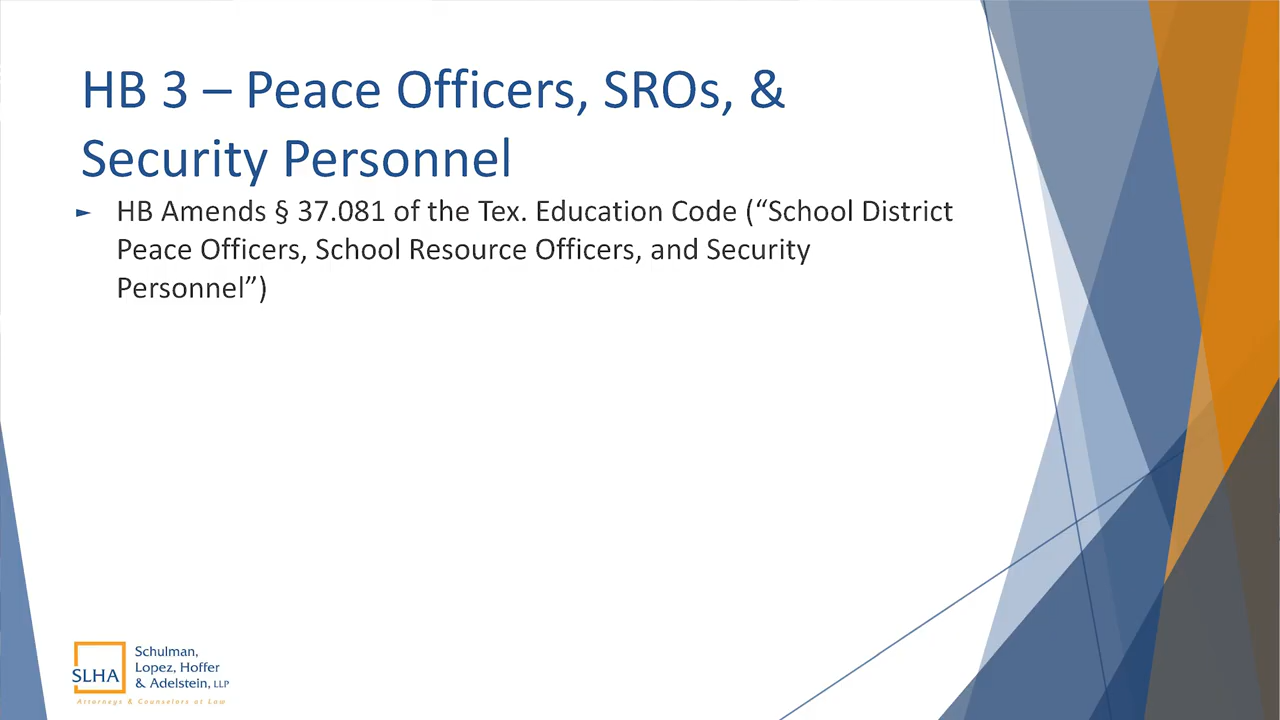 HB 3 – Peace Officers, SROs, &
Security Personnel
► HB Amends § 37.081 of the Tex. Education Code (“School District
Peace Officers, School Resource Officers, and Security
Personnel”)
SLHA
Schulman,
Lopez, Hoffer
& Adelstein, LLP
Attorneys & Counselors at Law